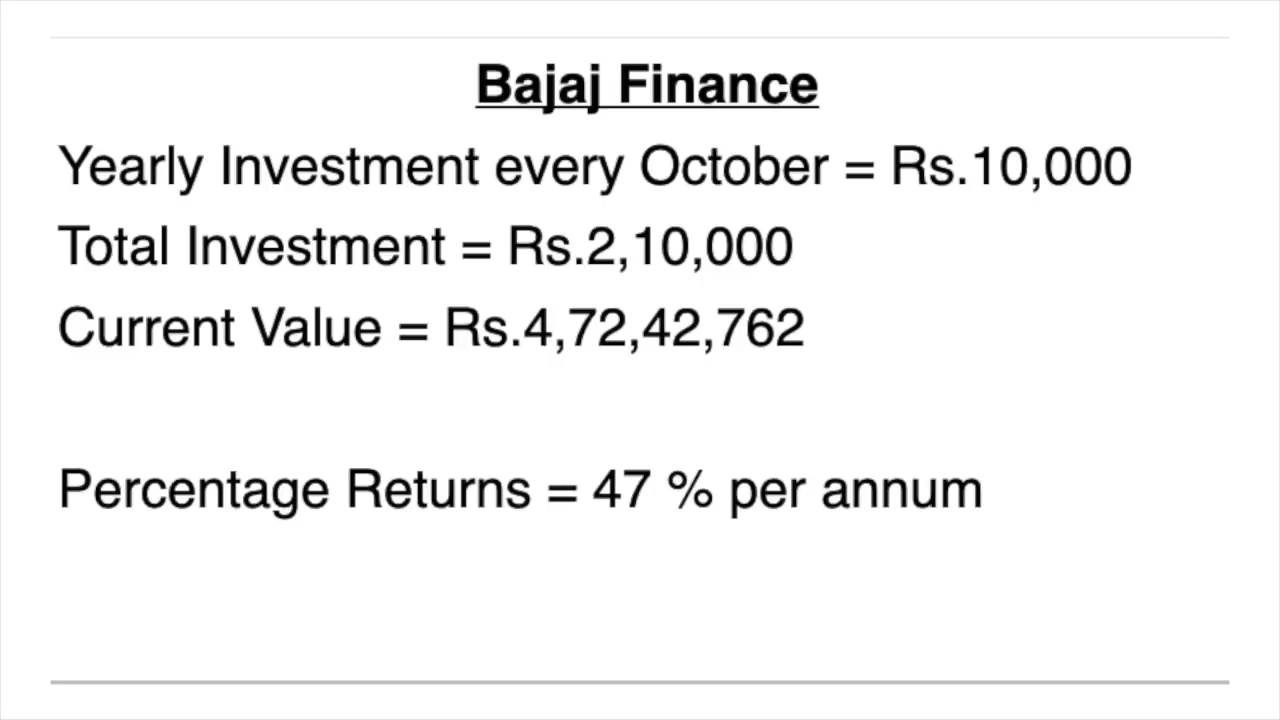 Bajaj Finance
Yearly Investment every October = Rs.10,000
Total Investment = Rs.2,10,000
Current Value = Rs.4,72,42,762
Percentage Returns = 47 % per annum